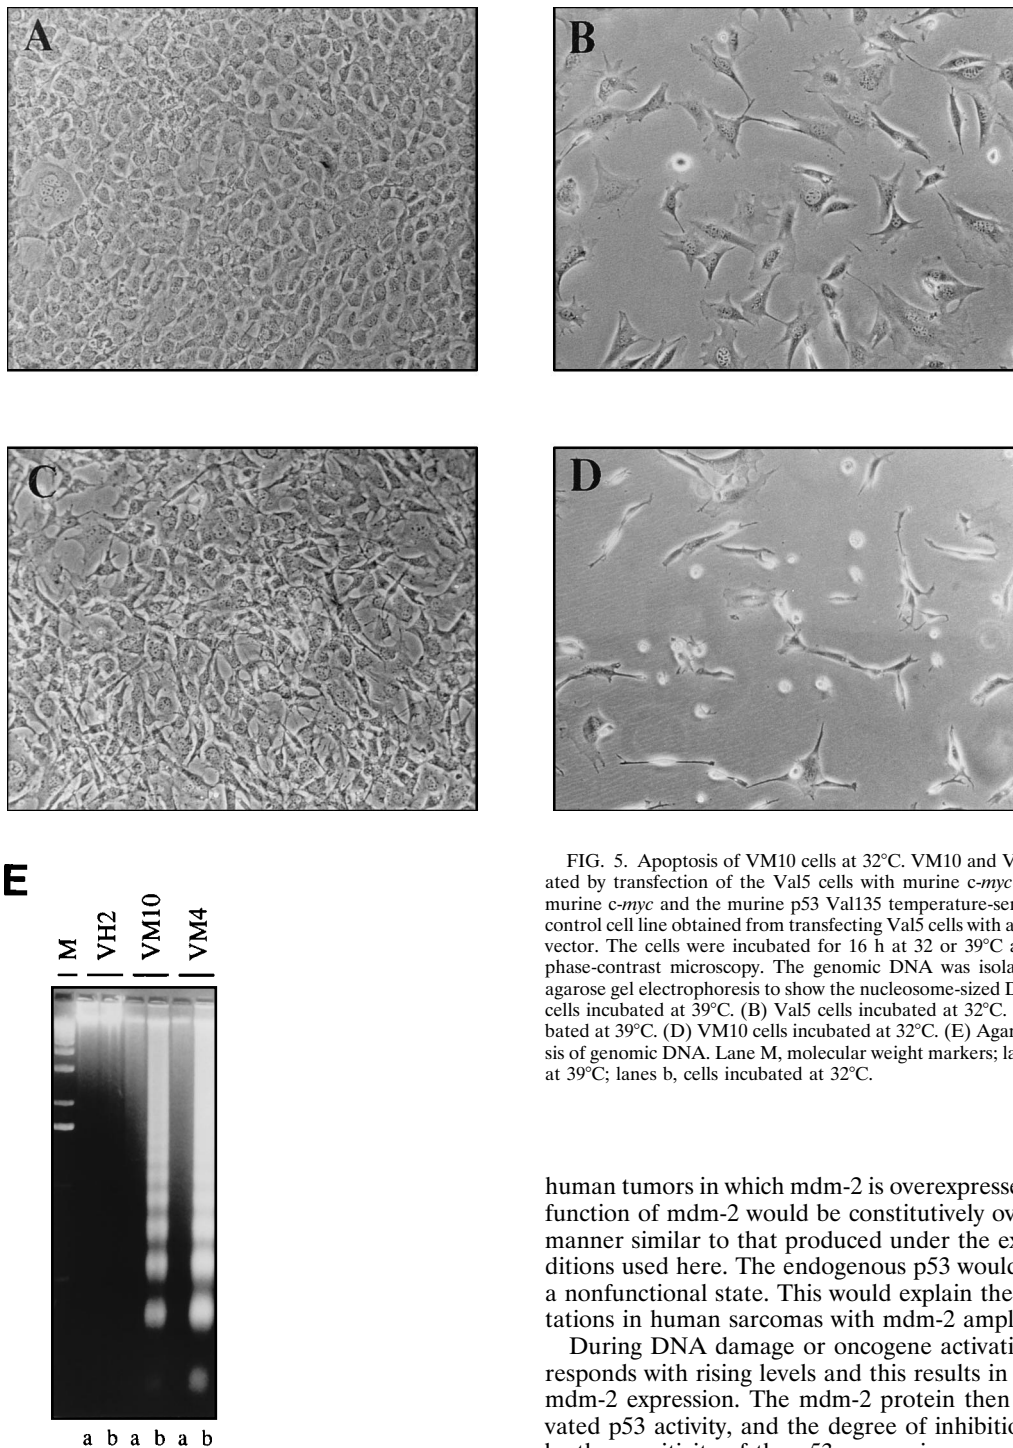 A
B
C
D
E
M
VH2
VM10
VM4
a b a b a b
FIG. 5. Apoptosis of VM10 cells at 32°C. VM10 and V
ated by transfection of the Val5 cells with murine c-myc
murine c-myc and the murine p53 Val135 temperature-ser
control cell line obtained from transfecting Val5 cells with a
vector. The cells were incubated for 16 h at 32 or 39°C a
phase-contrast microscopy. The genomic DNA was isola
agarose gel electrophoresis to show the nucleosome-sized D
cells incubated at 39°C. (B) Val5 cells incubated at 32°C.
bated at 39°C. (D) VM10 cells incubated at 32°C. (E) Agar
sis of genomic DNA. Lane M, molecular weight markers; la
at 39°C; lanes b, cells incubated at 32°C.
human tumors in which mdm-2 is overexpresse
function of mdm-2 would be constitutively ov
manner similar to that produced under the ex
ditions used here. The endogenous p53 would
a nonfunctional state. This would explain the
tations in human sarcomas with mdm-2 ampl
During DNA damage or oncogene activati
responds with rising levels and this results in
mdm-2 expression. The mdm-2 protein then
vated p53 activity, and the degree of inhibitio